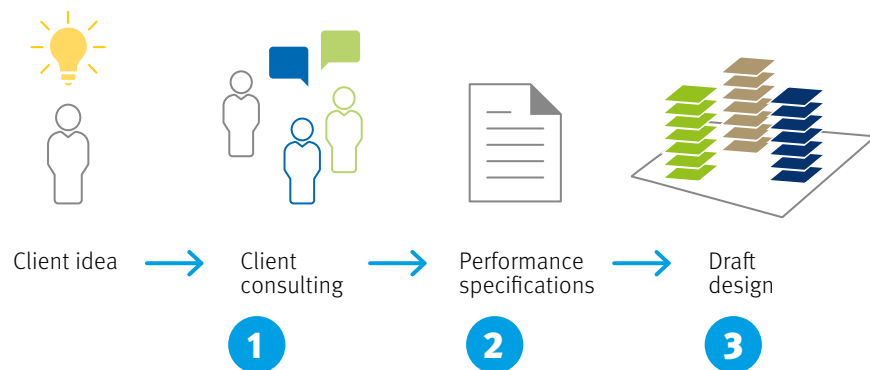 Client idea
Client
consulting
Performance
specifications
Draft
design
1
2
3